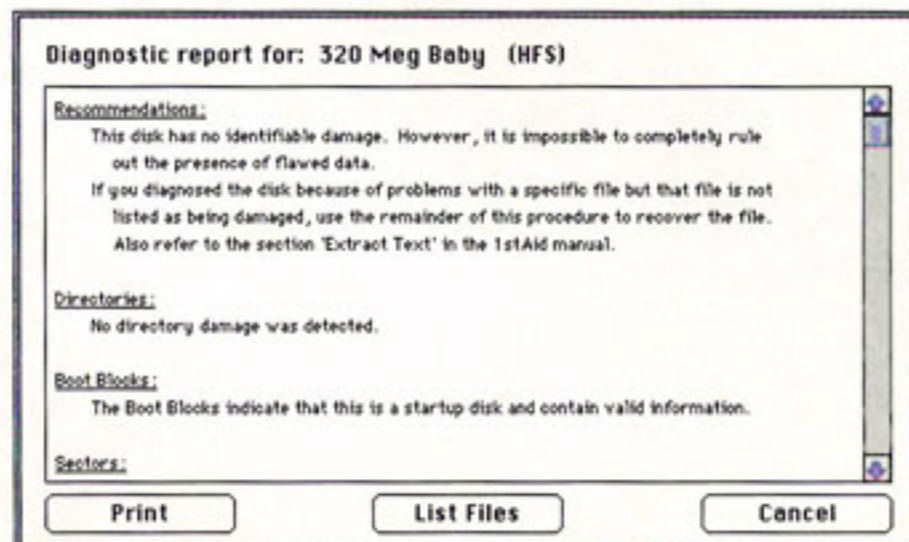 Diagnostic report for: 320 Meg Baby (HFS)
Recommendations:
This disk has no identifiable damage. However, it is impossible to completely rule
out the presence of flawed data.
If you diagnosed the disk because of problems with a specific file but that file is not
listed as being damaged, use the remainder of this procedure to recover the file.
Also refer to the section 'Extract Text' in the 1stAid manual.
Directories:
No directory damage was detected.
Boot Blocks:
The Boot Blocks indicate that this is a startup disk and contain valid information.
Sectors:
Print
List Files
Cancel